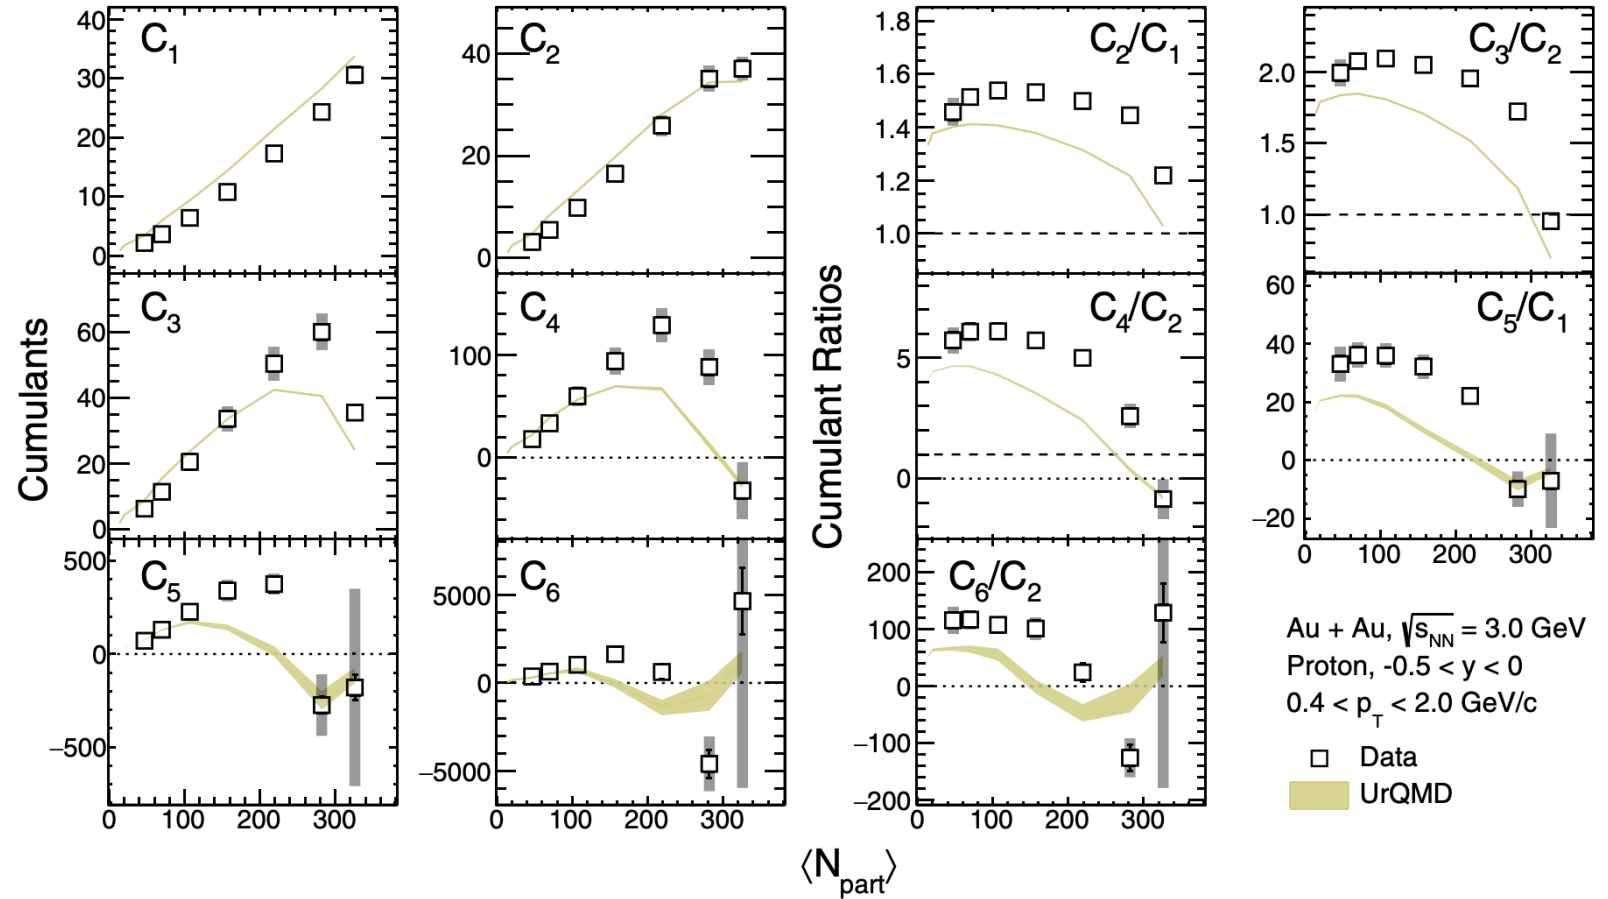 C1
40
30
20
10
0
C2
40
20
0
C2/C1
1.8
1.6
1.4
1.2
1.0
C3/C2
2.0
1.5
1.0
Cumulants
C3
60
40
20
0
C4
100
0
Cumulant Ratios
C4/C2
5
0
C5/C1
60
40
20
0
−20
0 100 200 300
C5
500
0
−500
0 100 200 300
C6
5000
0
−5000
0 100 200 300
C6/C2
200
100
0
−100
−200
0 100 200 300
Au + Au, √sNN = 3.0 GeV
Proton, -0.5 < y < 0
0.4 < pT < 2.0 GeV/c
Data
UrQMD
⟨Npart⟩